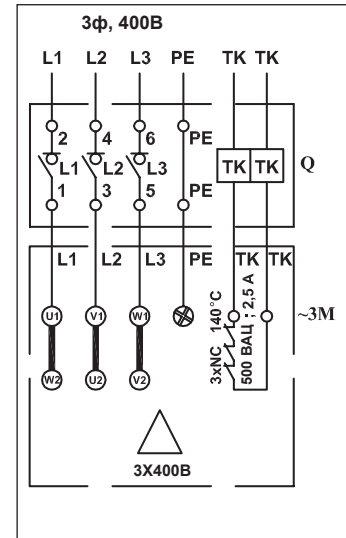 3ф, 400В
L1 L2 L3 PE TK TK
2 4 6 PE
L1 L2 L3 TK TK Q
1 3 5 PE
L1 L2 L3 PE TK TK
U1 V1 W1 ~3М
3xNC 140°C
500 ВАЦ : 2,5 А
W2 U2 V2
3X400В